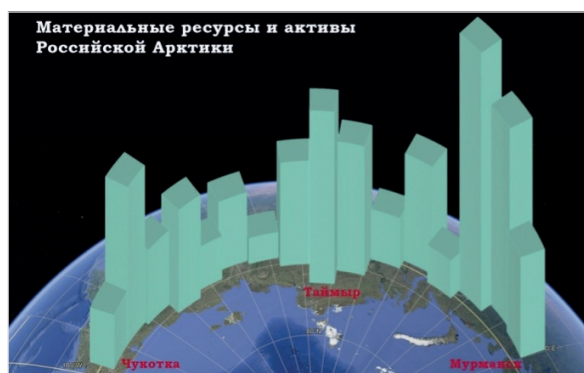 Материальные ресурсы и активы
Российской Арктики
Таймыр
Чукотка
Мурманск